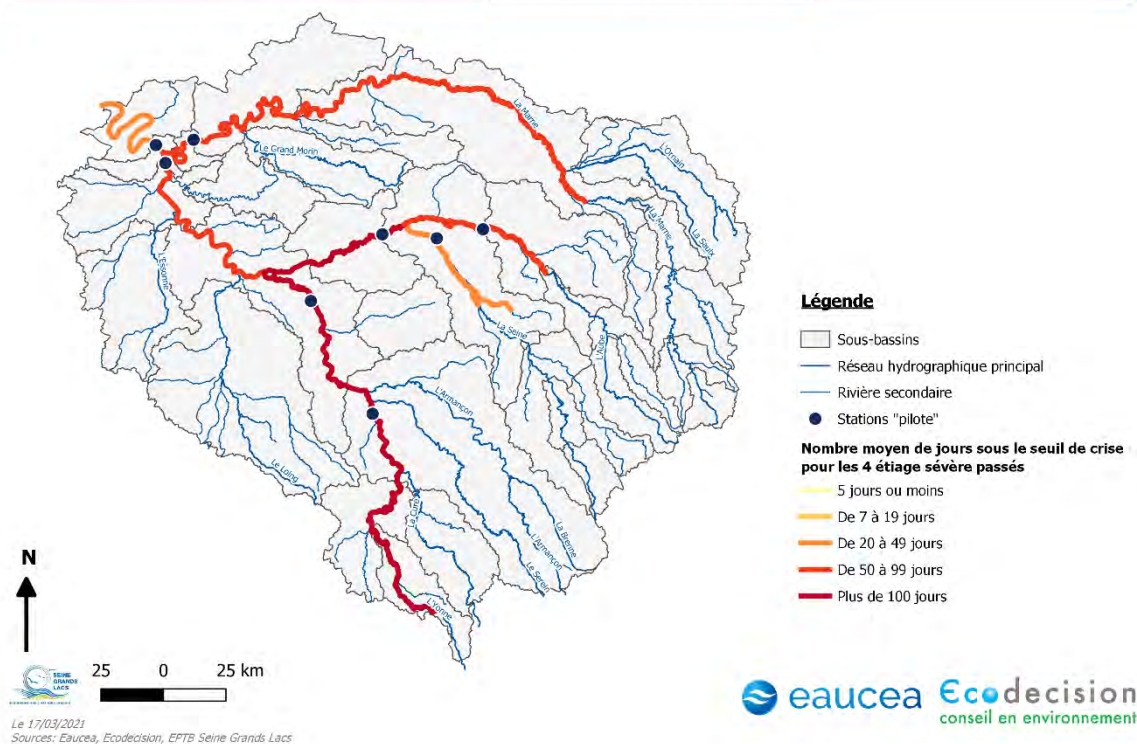 La Marne
L'Ornain
Le Grand Morin
La Saulx
La Marne
L'Essonne
La Seine
L'Aube
L'Armançon
Le Loing
La Cure
La Brenne
L'Armançon
Le Serein
L'Yonne
Légende
Sous-bassins
Réseau hydrographique principal
Rivière secondaire
Stations "pilote"
Nombre moyen de jours sous le seuil de crise
pour les 4 étiage sévère passés
5 jours ou moins
De 7 à 19 jours
De 20 à 49 jours
De 50 à 99 jours
Plus de 100 jours
N
SEINE
GRANDS
LACS
25 0 25 km
eaucea
Ecodecision
conseil en environnement
Le 17/03/2021
Sources: Eaucea, Ecodecision, EPTB Seine Grands Lacs